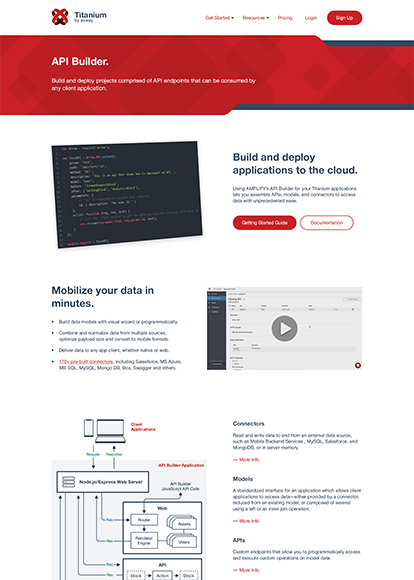 Titanium
by axway
Get Started
Resources
Pricing
Login
Sign Up
API Builder.
Build and deploy projects comprised of API endpoints that can be consumed by
any client application.
Build and deploy
applications to the cloud.
Using AMPLIFY's API Builder for your Titanium applications
lets you assemble APIs, models, and connectors to access
data with unprecedented ease.
Getting Started Guide
Documentation
Mobilize your data in
minutes.
Build data models with visual wizard or programmatically.
Combine and normalize data from multiple sources,
optimize payload size and convert to mobile formats.
Deliver data to any app client, whether native or web.
170+ pre-built connectors, including Salesforce, MS Azure,
MS SQL, MySQL, Mongo DB, Box, Swagger and others.
Client
Applications
Request
Response
API Builder Application
Node.js/Express Web Server
API Builder
JavaScript API Calls
Web
Req
Router
Assets
Res
Renderer
Engine
Views
API
Req
Block
Action
Block
Connectors
Read and write data to and from an external data source,
such as Mobile Backend Services , MySQL, Salesforce, and
MongoDB, or in server memory.
— More Info
Models
A standardized interface for an application which allows client
applications to access data—either provided by a connector,
reduced from an existing model, or composed of several
using a left or an inner join operation.
— More Info
APIs
Custom endpoints that allow you to programmatically access
and execute custom operations on model data.
— More Info